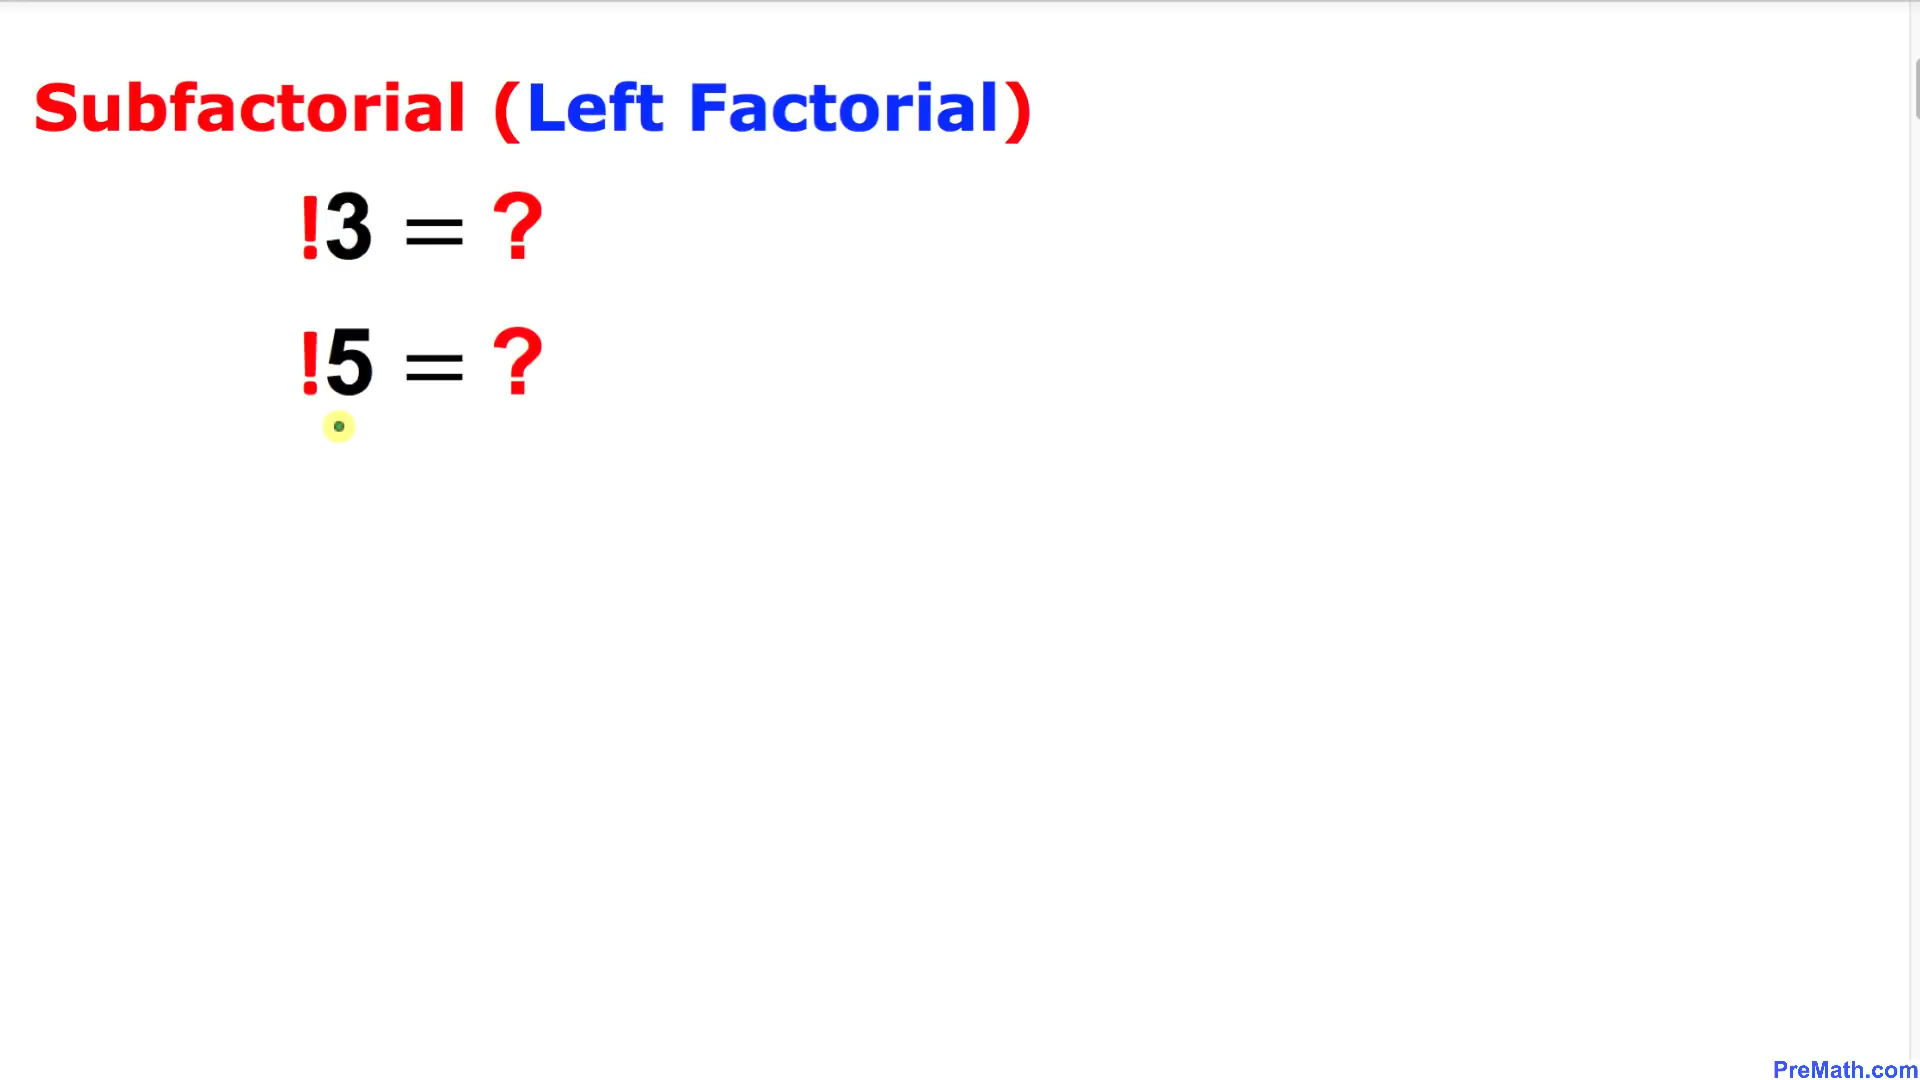 Subfactorial (Left Factorial)
!3 = ?
!5 = ?
PreMath.com